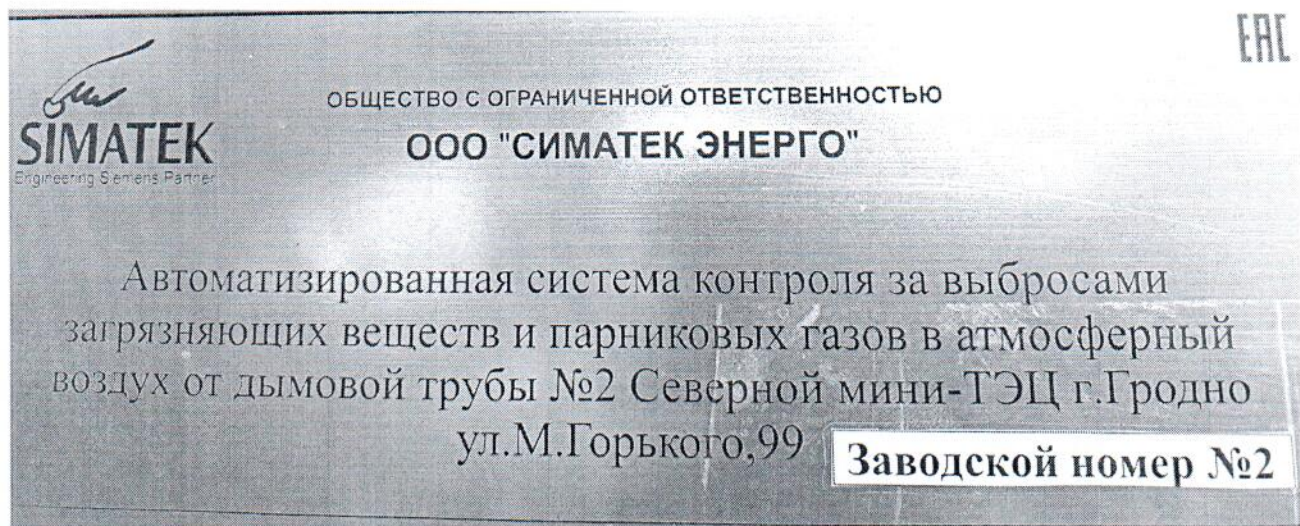 EAC
ОБЩЕСТВО С ОГРАНИЧЕННОЙ ОТВЕТСТВЕННОСТЬЮ
SIMATEK
ООО "СИМАТЕК ЭНЕРГО"
Engineering Siemens Partner
Автоматизированная система контроля за выбросами
загрязняющих веществ и парниковых газов в атмосферный
воздух от дымовой трубы №2 Северной мини-ТЭЦ г.Гродно
ул.М.Горького,99
Заводской номер №2